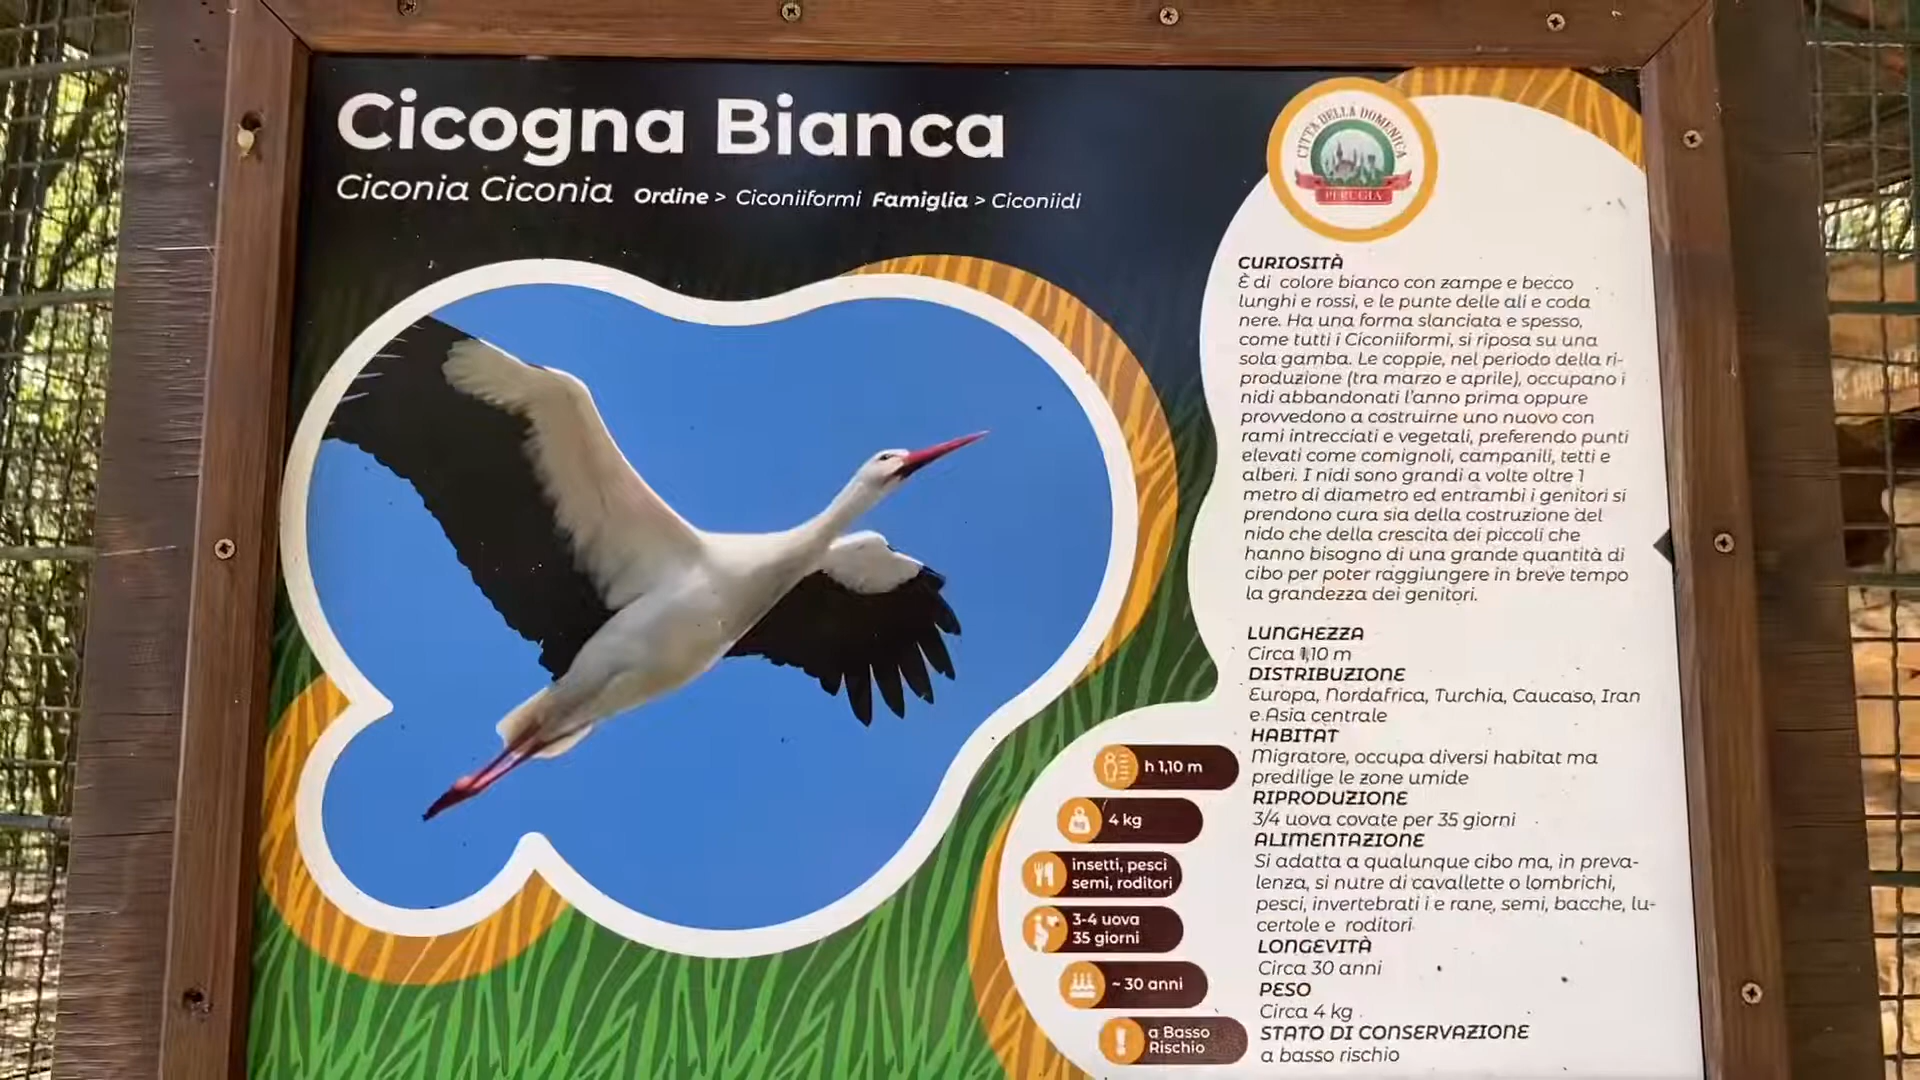 Cicogna Bianca
Ciconia Ciconia Ordine > Ciconiiformi Famiglia > Ciconiidi
CITTÀ DELLA DOMENICA
PERUGIA
CURIOSITÀ
È di colore bianco con zampe e becco
lunghi e rossi, e le punte delle ali e coda
nere. Ha una forma slanciata e spesso,
come tutti i Ciconiiformi, si riposa su una
sola gamba. Le coppie, nel periodo della ri-
produzione (tra marzo e aprile), occupano i
nidi abbandonati l'anno prima oppure
provvedono a costruirne uno nuovo con
rami intrecciati e vegetali, preferendo punti
elevati come comignoli, campanili, tetti e
alberi. I nidi sono grandi a volte oltre 1
metro di diametro ed entrambi i genitori si
prendono cura sia della costruzione del
nido che della crescita dei piccoli che
hanno bisogno di una grande quantità di
cibo per poter raggiungere in breve tempo
la grandezza dei genitori.
LUNGHEZZA
Circa 1,10 m
DISTRIBUZIONE
Europa, Nordafrica, Turchia, Caucaso, Iran
e Asia centrale
HABITAT
Migratore, occupa diversi habitat ma
predilige le zone umide
RIPRODUZIONE
3/4 uova covate per 35 giorni
ALIMENTAZIONE
Si adatta a qualunque cibo ma, in preva-
lenza, si nutre di cavallette o lombrichi,
pesci, invertebrati i e rane, semi, bacche, lu-
certole e roditori
LONGEVITÀ
Circa 30 anni
PESO
Circa 4 kg
STATO DI CONSERVAZIONE
a basso rischio
h 1,10 m
4 kg
insetti, pesci
semi, roditori
3-4 uova
35 giorni
~ 30 anni
a Basso
Rischio